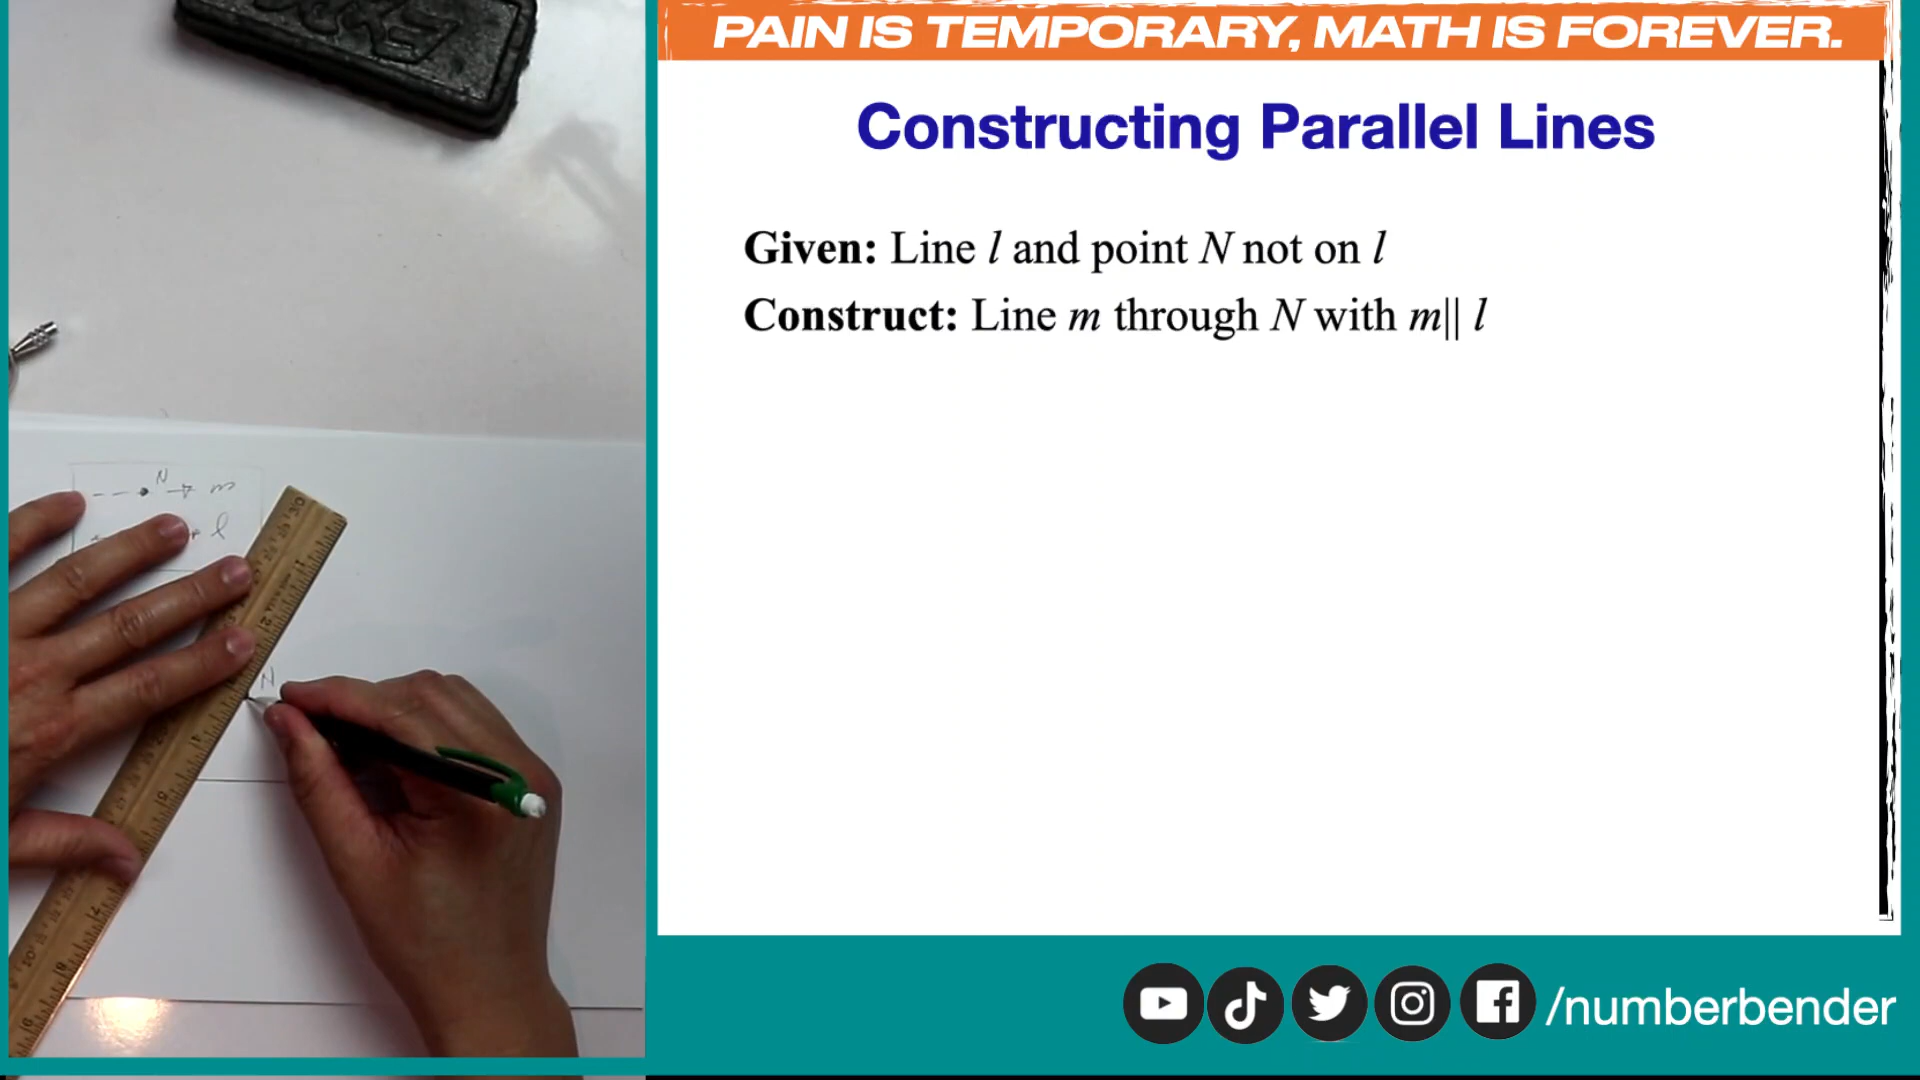 PAIN IS TEMPORARY, MATH IS FOREVER.
Constructing Parallel Lines
Given: Line l and point N not on l
Construct: Line m through N with m|| l
N
m
l
N
/numberbender